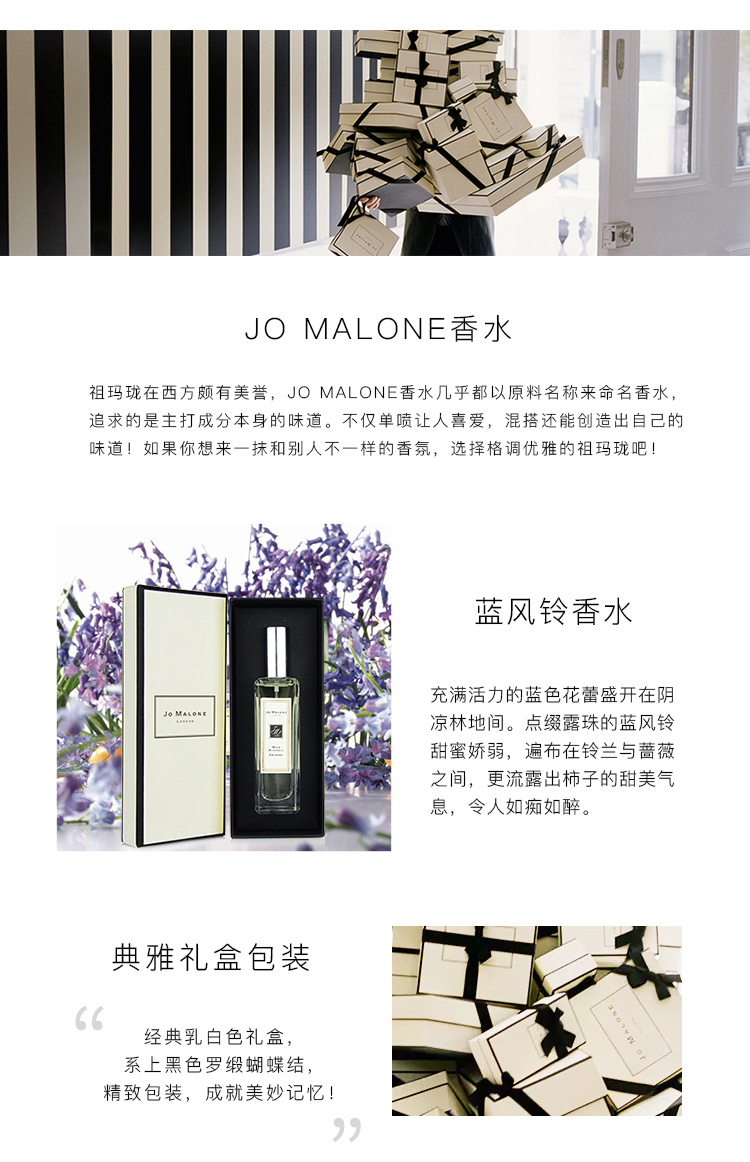 JO MALONE
JO MALONE香水
祖玛珑在西方颇有美誉，JO MALONE香水几乎都以原料名称来命名香水，
追求的是主打成分本身的味道。不仅单喷让人喜爱，混搭还能创造出自己的
味道！如果你想来一抹和别人不一样的香氛，选择格调优雅的祖玛珑吧！
蓝风铃香水
JO MALONE
LONDON
JO MALONE
充满活力的蓝色花蕾盛开在阴
凉林地间。点缀露珠的蓝风铃
甜蜜娇弱，遍布在铃兰与蔷薇
之间，更流露出柿子的甜美气
息，令人如痴如醉。
典雅礼盒包装
“
经典乳白色礼盒，
系上黑色罗缎蝴蝶结，
精致包装，成就美妙记忆！
”
JO MALONE